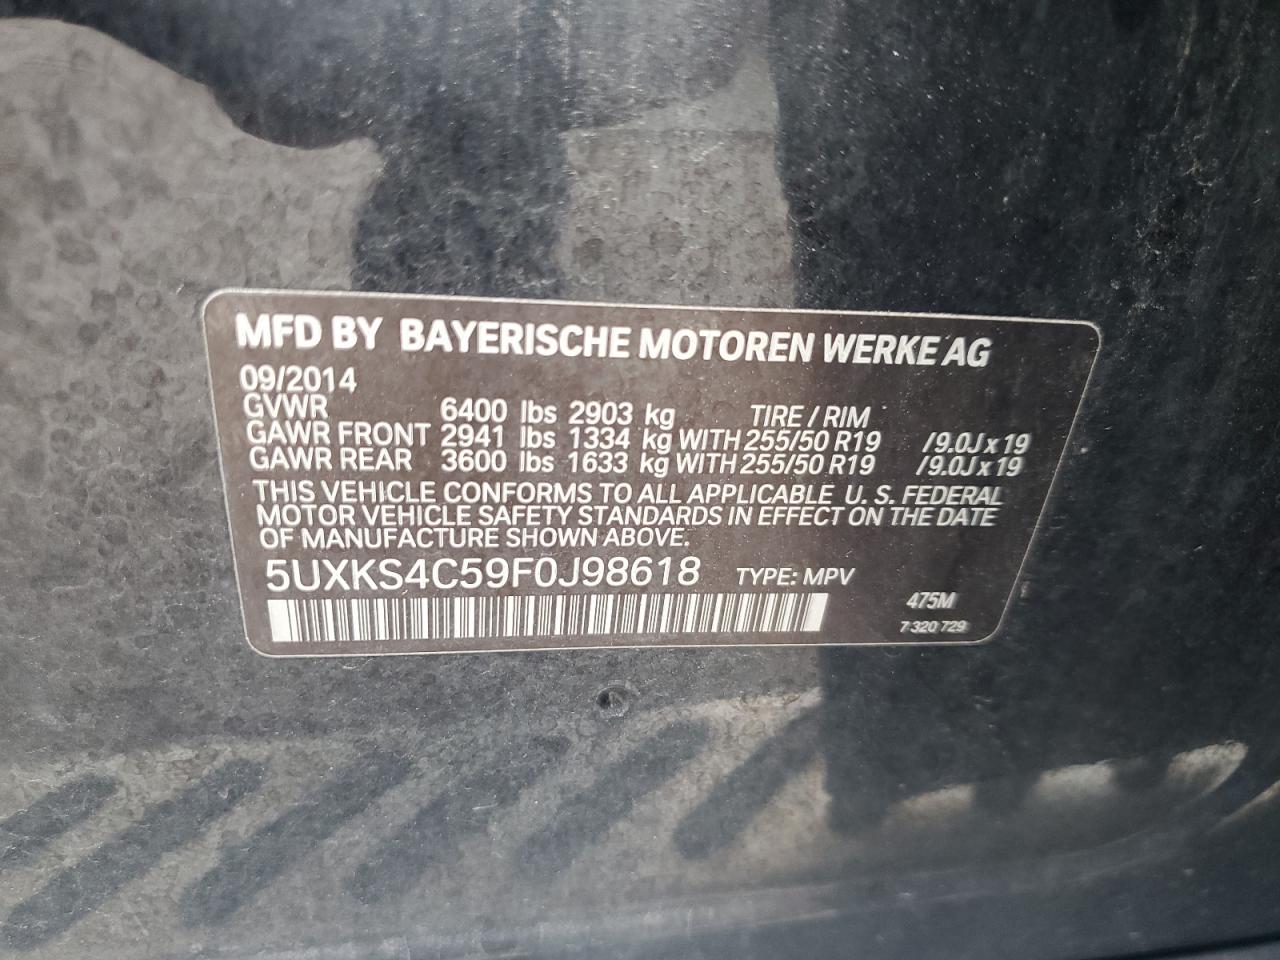 MFD BY BAYERISCHE MOTOREN WERKE AG
09/2014
GVWR 6400 lbs 2903 kg TIRE / RIM
GAWR FRONT 2941 lbs 1334 kg WITH 255/50 R19 /9.0J x 19
GAWR REAR 3600 lbs 1633 kg WITH 255/50 R19 /9.0J x 19
THIS VEHICLE CONFORMS TO ALL APPLICABLE U. S. FEDERAL
MOTOR VEHICLE SAFETY STANDARDS IN EFFECT ON THE DATE
OF MANUFACTURE SHOWN ABOVE.
5UXKS4C59F0J98618 TYPE: MPV
475M
7 320 729